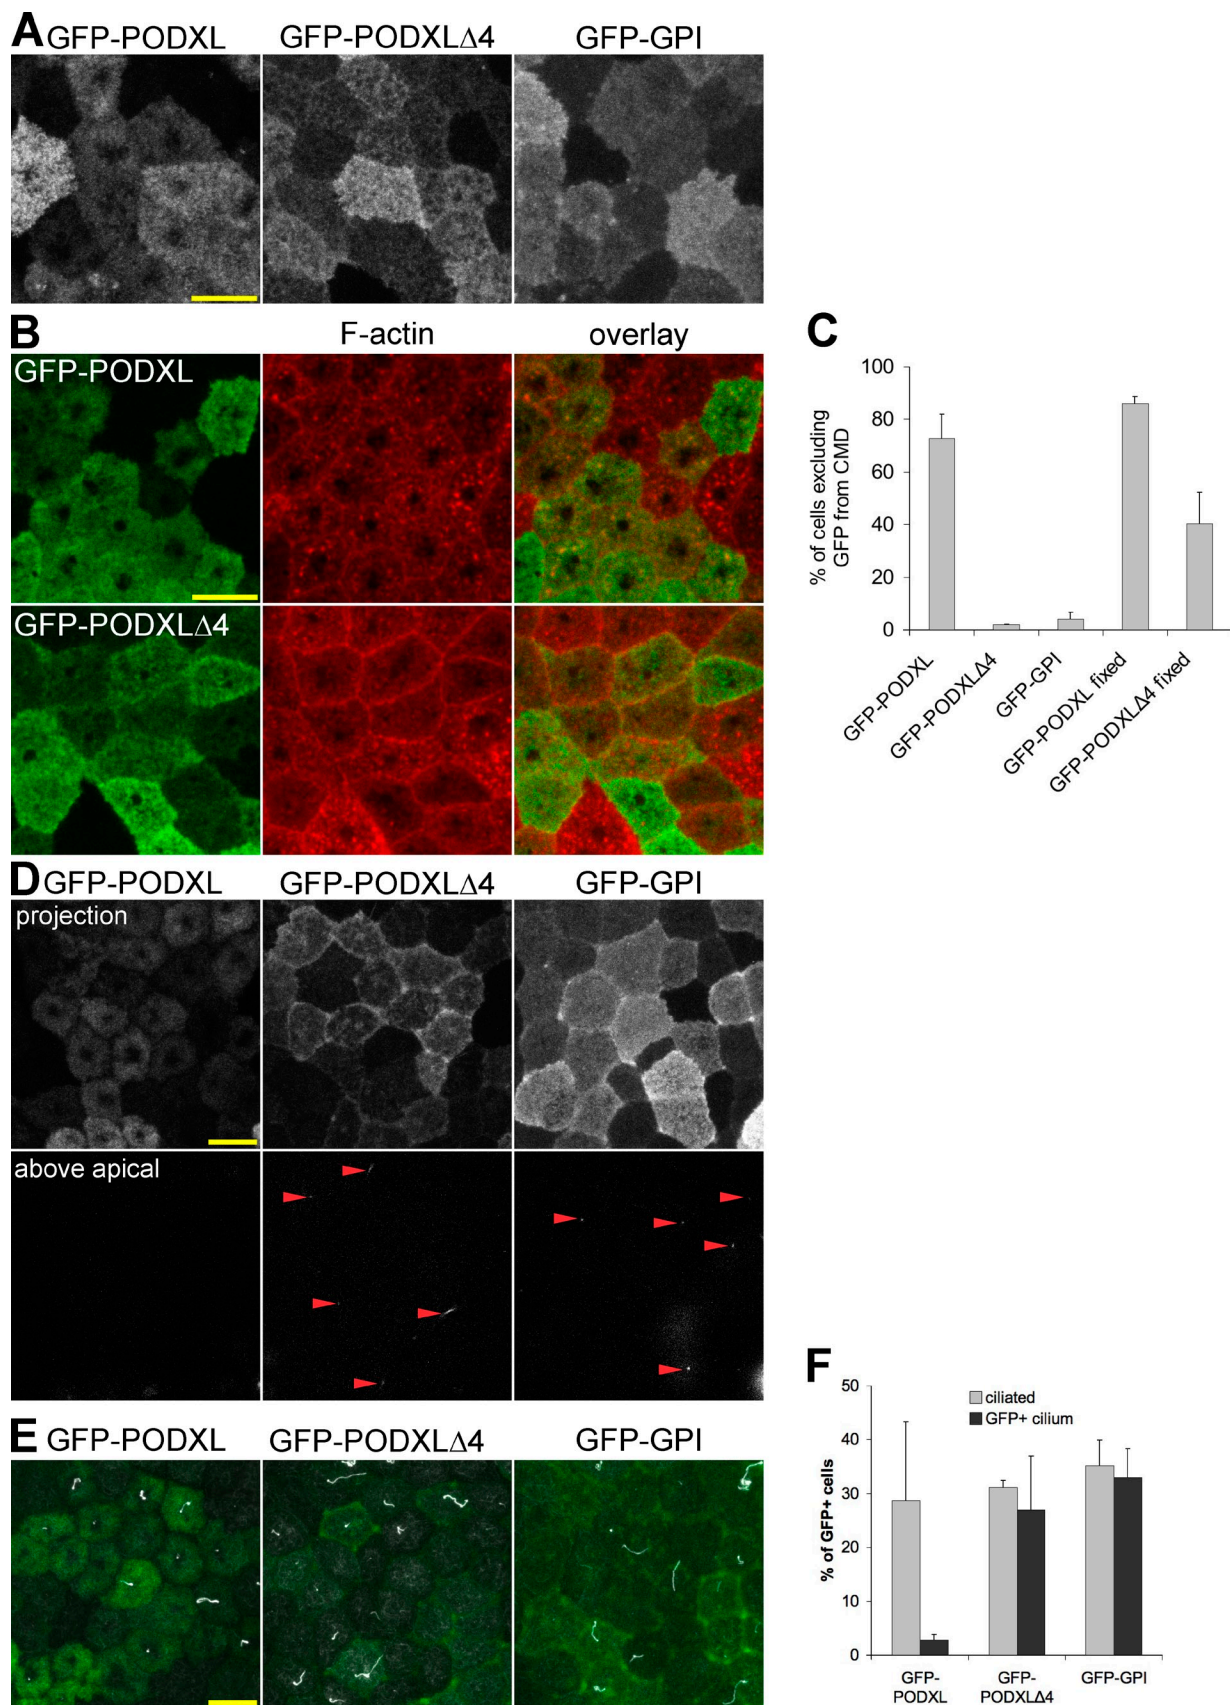 A
GFP-PODXL GFP-PODXLΔ4 GFP-GPI
B
F-actin overlay
GFP-PODXL
GFP-PODXLΔ4
C
% of cells excluding
GFP from CMD
100
80
60
40
20
0
GFP-PODXL
GFP-PODXLΔ4
GFP-GPI
GFP-PODXL fixed
GFP-PODXLΔ4 fixed
D
GFP-PODXL GFP-PODXLΔ4 GFP-GPI
projection
above apical
E
GFP-PODXL GFP-PODXLΔ4 GFP-GPI
F
% of GFP+ cells
50
40
30
20
10
0
ciliated
GFP+ cilium
GFP-
PODXL
GFP-
PODXLΔ4
GFP-GPI